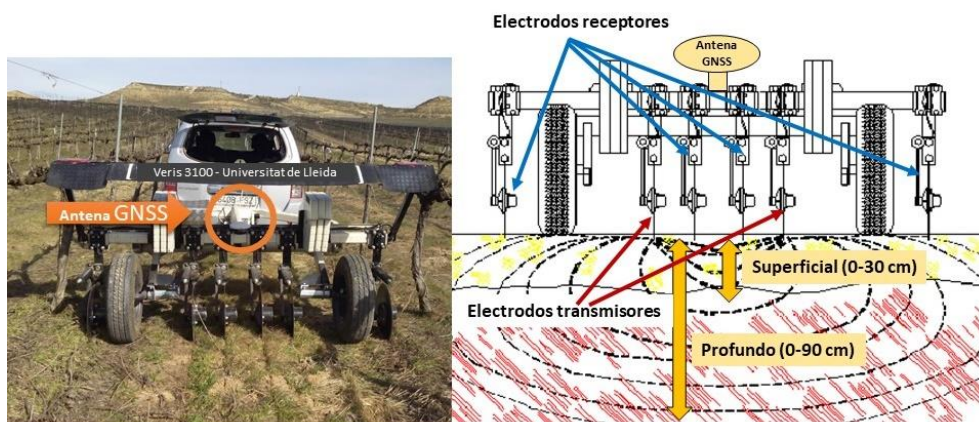 Veris 3100 - Universitat de Lleida
Antena GNSS
Electrodos receptores
Antena
GNSS
Superficial (0-30 cm)
Electrodos transmisores
Profundo (0-90 cm)